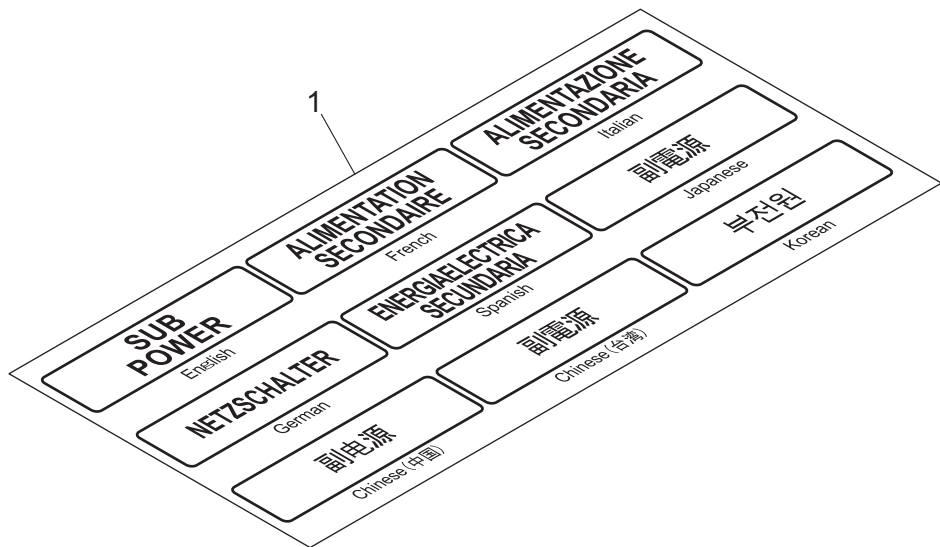 1
SUB
POWER
English
ALIMENTATION
SECONDAIRE
French
ALIMENTAZIONE
SECONDARIA
Italian
NETZSCHALTER
German
ENERGIAELECTRICA
SECUNDARIA
Spanish
副電源
Japanese
副电源
Chinese(中国)
副電源
Chinese(台湾)
부전원
Korean